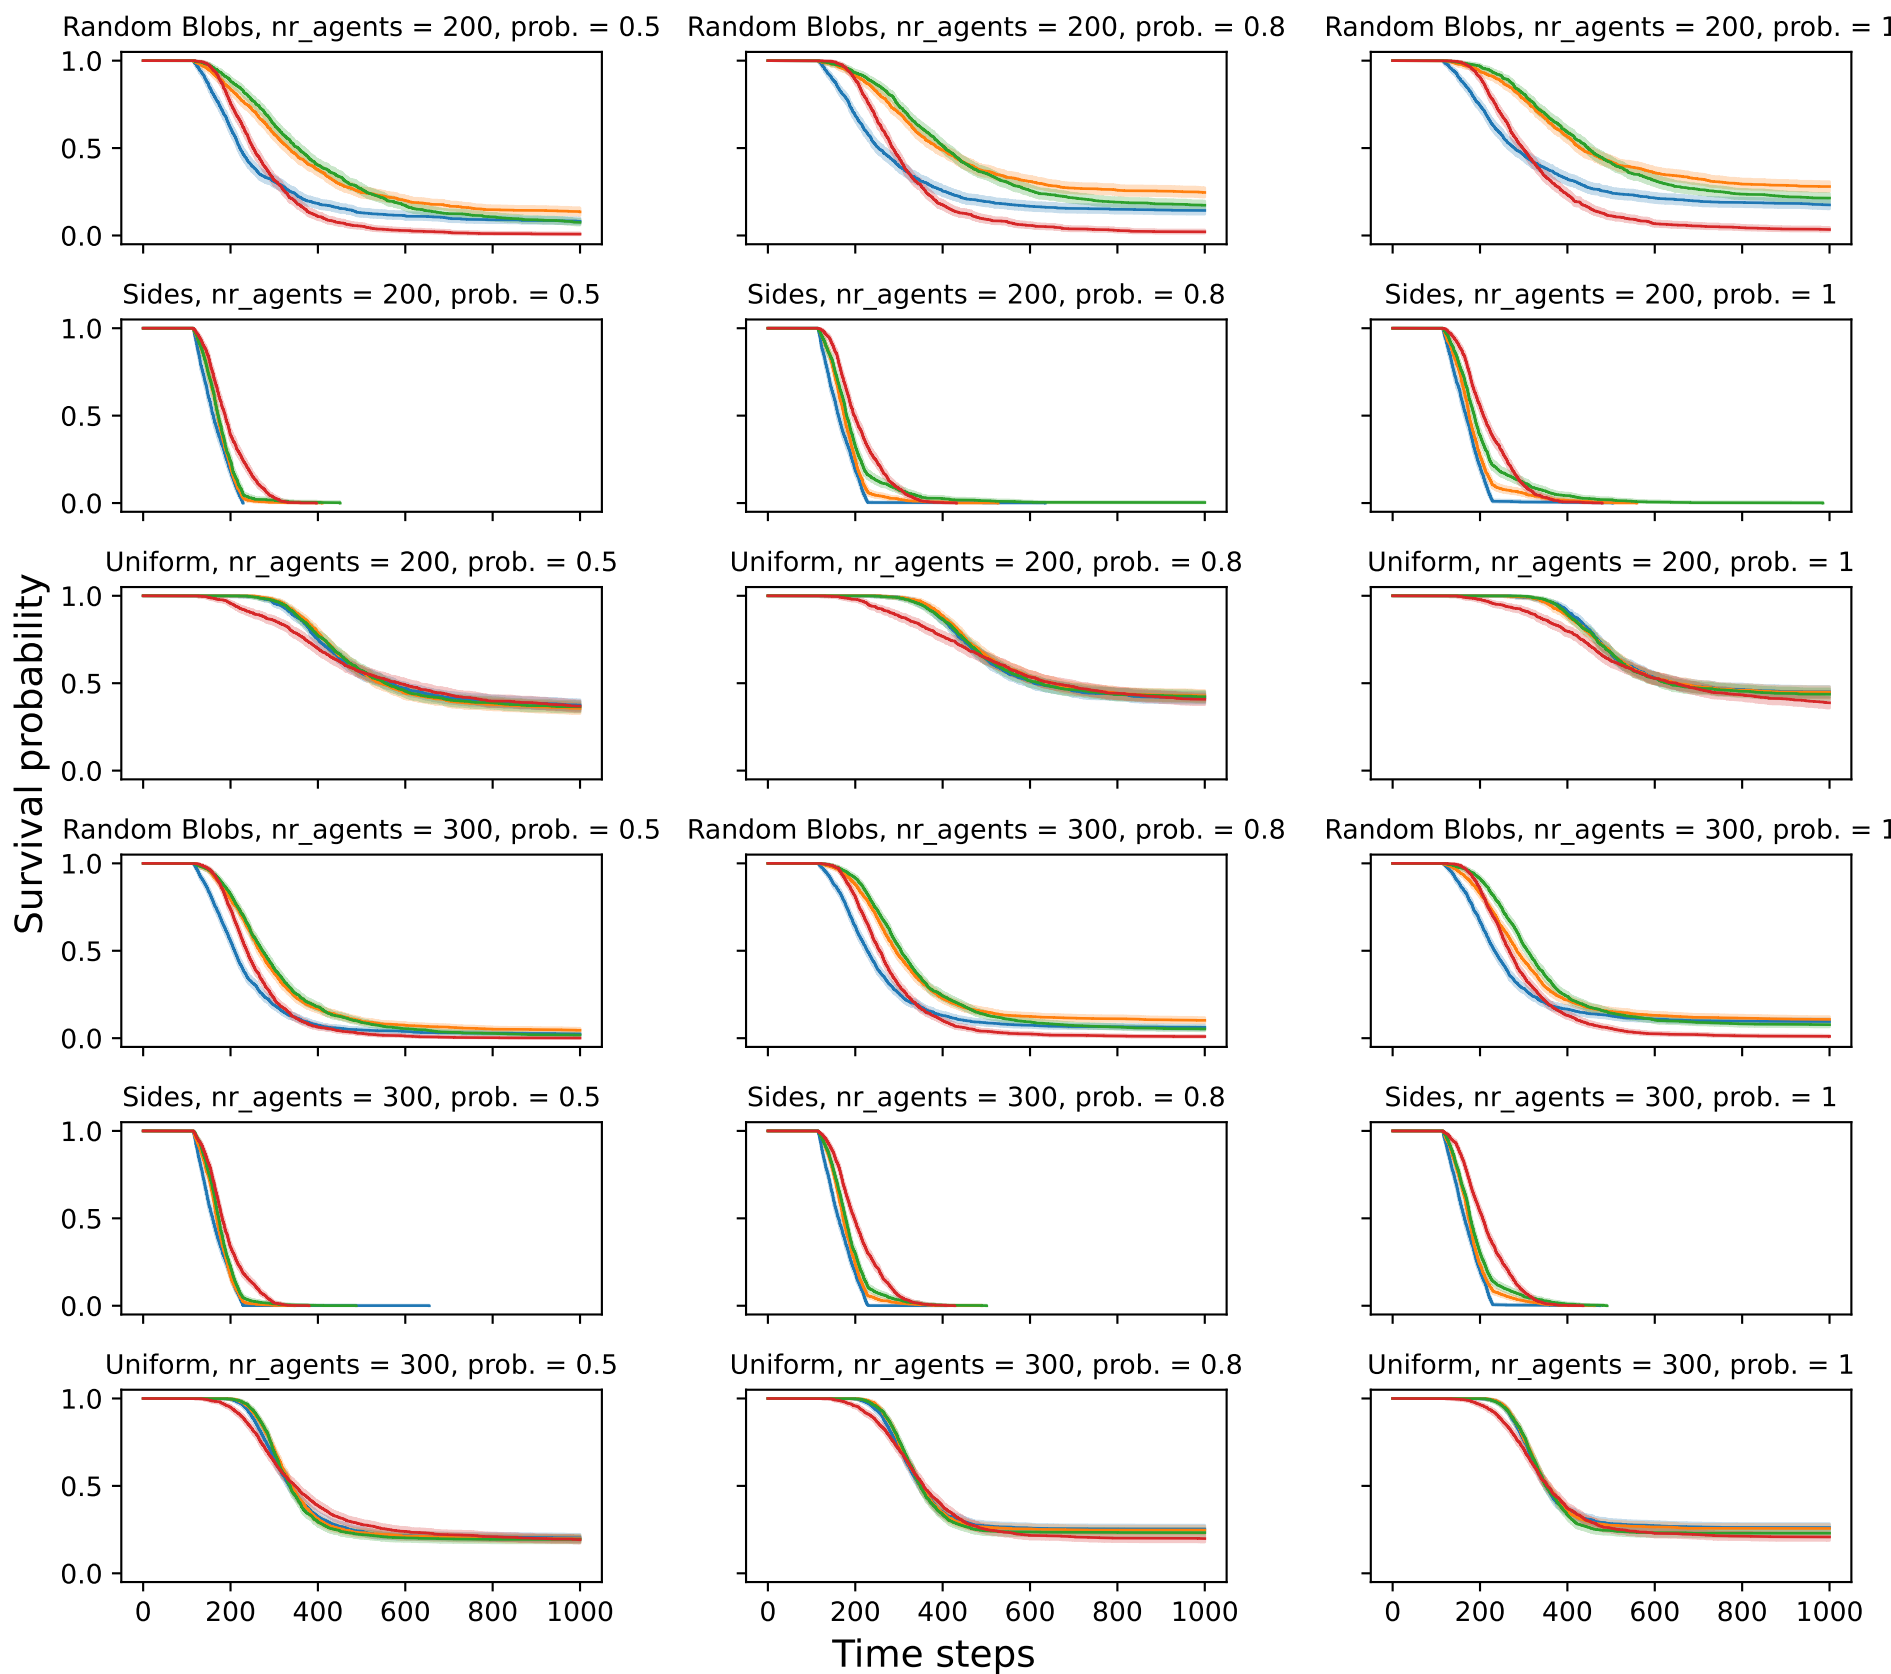 Random Blobs, nr_agents = 200, prob. = 0.5
Random Blobs, nr_agents = 200, prob. = 0.8
Random Blobs, nr_agents = 200, prob. = 1
1.0
0.5
0.0
Sides, nr_agents = 200, prob. = 0.5
Sides, nr_agents = 200, prob. = 0.8
Sides, nr_agents = 200, prob. = 1
1.0
0.5
0.0
Uniform, nr_agents = 200, prob. = 0.5
Uniform, nr_agents = 200, prob. = 0.8
Uniform, nr_agents = 200, prob. = 1
1.0
0.5
0.0
Survival probability
Random Blobs, nr_agents = 300, prob. = 0.5
Random Blobs, nr_agents = 300, prob. = 0.8
Random Blobs, nr_agents = 300, prob. = 1
1.0
0.5
0.0
Sides, nr_agents = 300, prob. = 0.5
Sides, nr_agents = 300, prob. = 0.8
Sides, nr_agents = 300, prob. = 1
1.0
0.5
0.0
Uniform, nr_agents = 300, prob. = 0.5
Uniform, nr_agents = 300, prob. = 0.8
Uniform, nr_agents = 300, prob. = 1
1.0
0.5
0.0
0 200 400 600 800 1000
0 200 400 600 800 1000
0 200 400 600 800 1000
Time steps